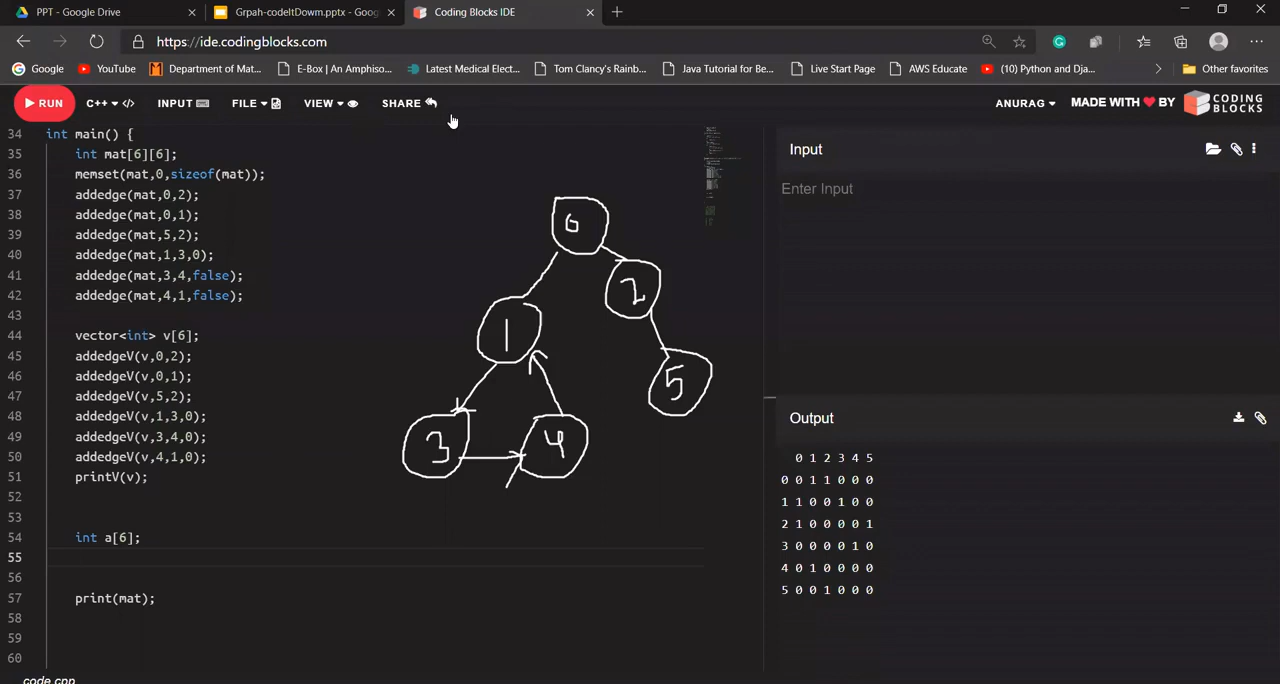 PPT - Google Drive
Grpah-codeItDowm.pptx - Goog
Coding Blocks IDE
https://ide.codingblocks.com
Google
YouTube
Department of Mat...
E-Box | An Amphiso...
Latest Medical Elect...
Tom Clancy's Rainb...
Java Tutorial for Be...
Live Start Page
AWS Educate
(10) Python and Dja...
Other favorites
RUN
C++
INPUT
FILE
VIEW
SHARE
ANURAG
MADE WITH BY
CODING
BLOCKS
34 int main() {
35 int mat[6][6];
36 memset(mat,0,sizeof(mat));
37 addedge(mat,0,2);
38 addedge(mat,0,1);
39 addedge(mat,5,2);
40 addedge(mat,1,3,0);
41 addedge(mat,3,4,false);
42 addedge(mat,4,1,false);
43
44 vector<int> v[6];
45 addedgeV(v,0,2);
46 addedgeV(v,0,1);
47 addedgeV(v,5,2);
48 addedgeV(v,1,3,0);
49 addedgeV(v,3,4,0);
50 addedgeV(v,4,1,0);
51 printV(v);
52
53
54 int a[6];
55
56
57 print(mat);
58
59
60
code.cpp
2
1
5
3
4
Input
Enter Input
Output
0 1 2 3 4 5
0 0 1 1 0 0 0
1 1 0 0 1 0 0
2 1 0 0 0 0 1
3 0 0 0 0 1 0
4 0 1 0 0 0 0
5 0 0 1 0 0 0